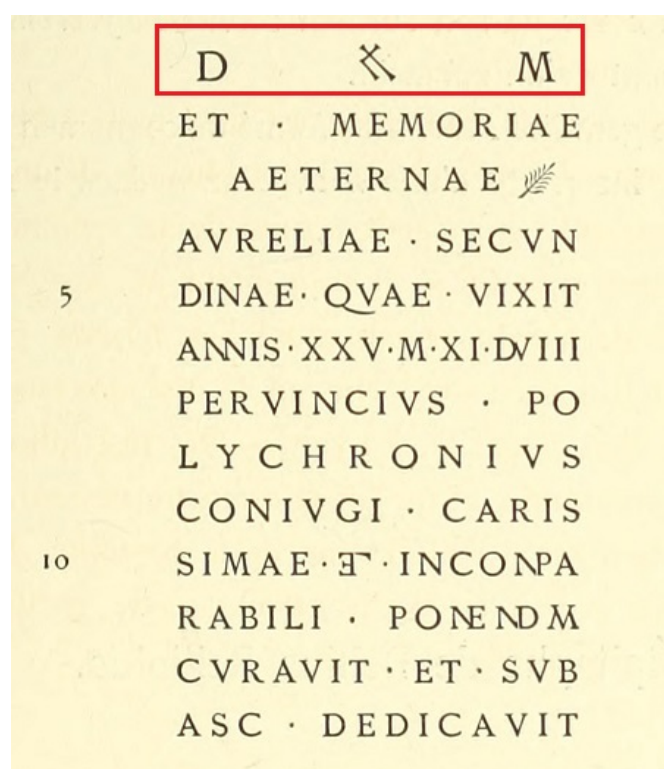 D M
ET · MEMORIAE
AETERNAE
AVRELIAE · SECVN
5 DINAE · QVAE · VIXIT
ANNIS · XXV · M · XI · DVIII
PERVINCIVS · PO
LYCHRONIVS
CONIVGI · CARIS
10 SIMAE · ET · INCONPA
RABILI · PONENDM
CVRAVIT · ET · SVB
ASC · DEDICAVIT